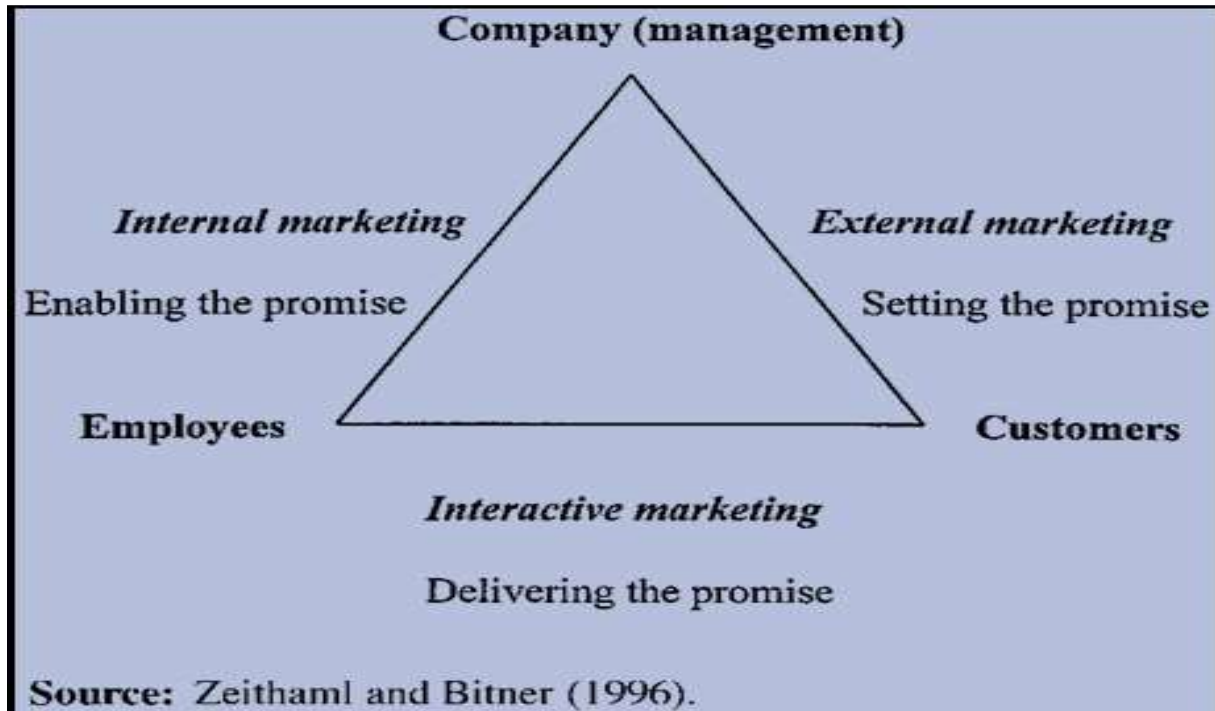 Company (management)
Internal marketing
External marketing
Enabling the promise
Setting the promise
Employees
Customers
Interactive marketing
Delivering the promise
Source: Zeithaml and Bitner (1996).